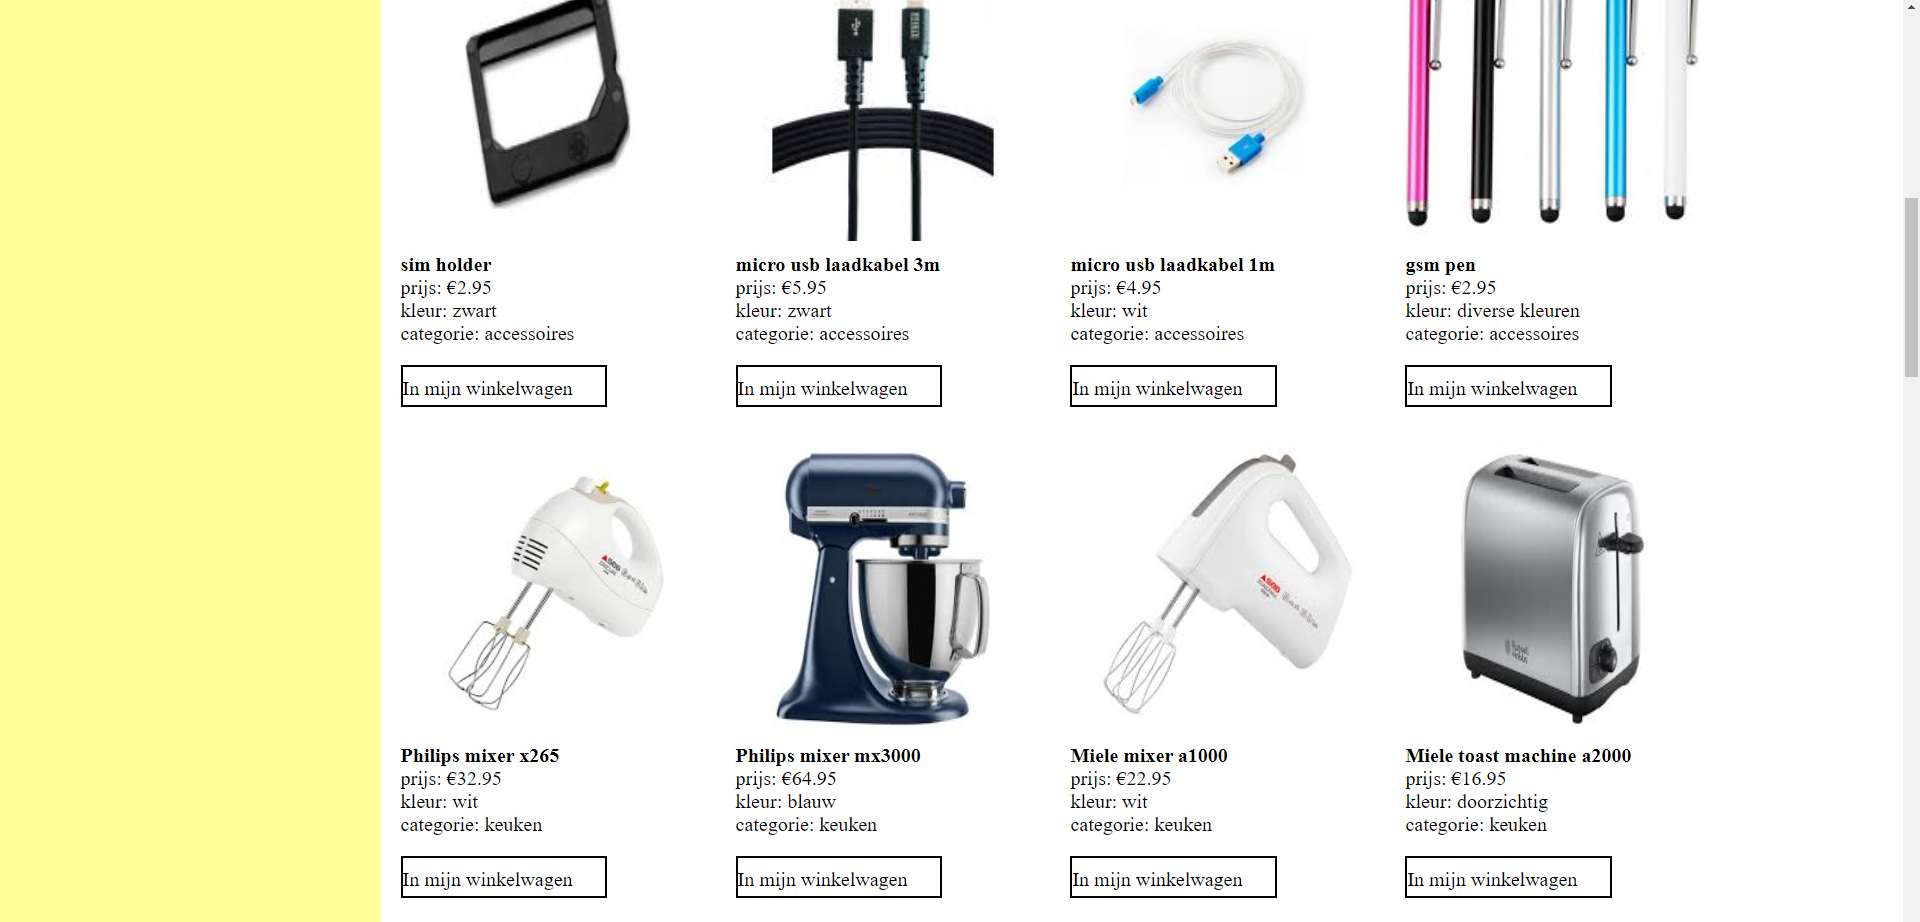 sim holder
prijs: €2.95
kleur: zwart
categorie: accessoires
In mijn winkelwagen
micro usb laadkabel 3m
prijs: €5.95
kleur: zwart
categorie: accessoires
In mijn winkelwagen
micro usb laadkabel 1m
prijs: €4.95
kleur: wit
categorie: accessoires
In mijn winkelwagen
gsm pen
prijs: €2.95
kleur: diverse kleuren
categorie: accessoires
In mijn winkelwagen
Philips mixer x265
prijs: €32.95
kleur: wit
categorie: keuken
In mijn winkelwagen
Philips mixer mx3000
prijs: €64.95
kleur: blauw
categorie: keuken
In mijn winkelwagen
SEB
Miele mixer a1000
prijs: €22.95
kleur: wit
categorie: keuken
In mijn winkelwagen
Russell
Hobbs
Miele toast machine a2000
prijs: €16.95
kleur: doorzichtig
categorie: keuken
In mijn winkelwagen